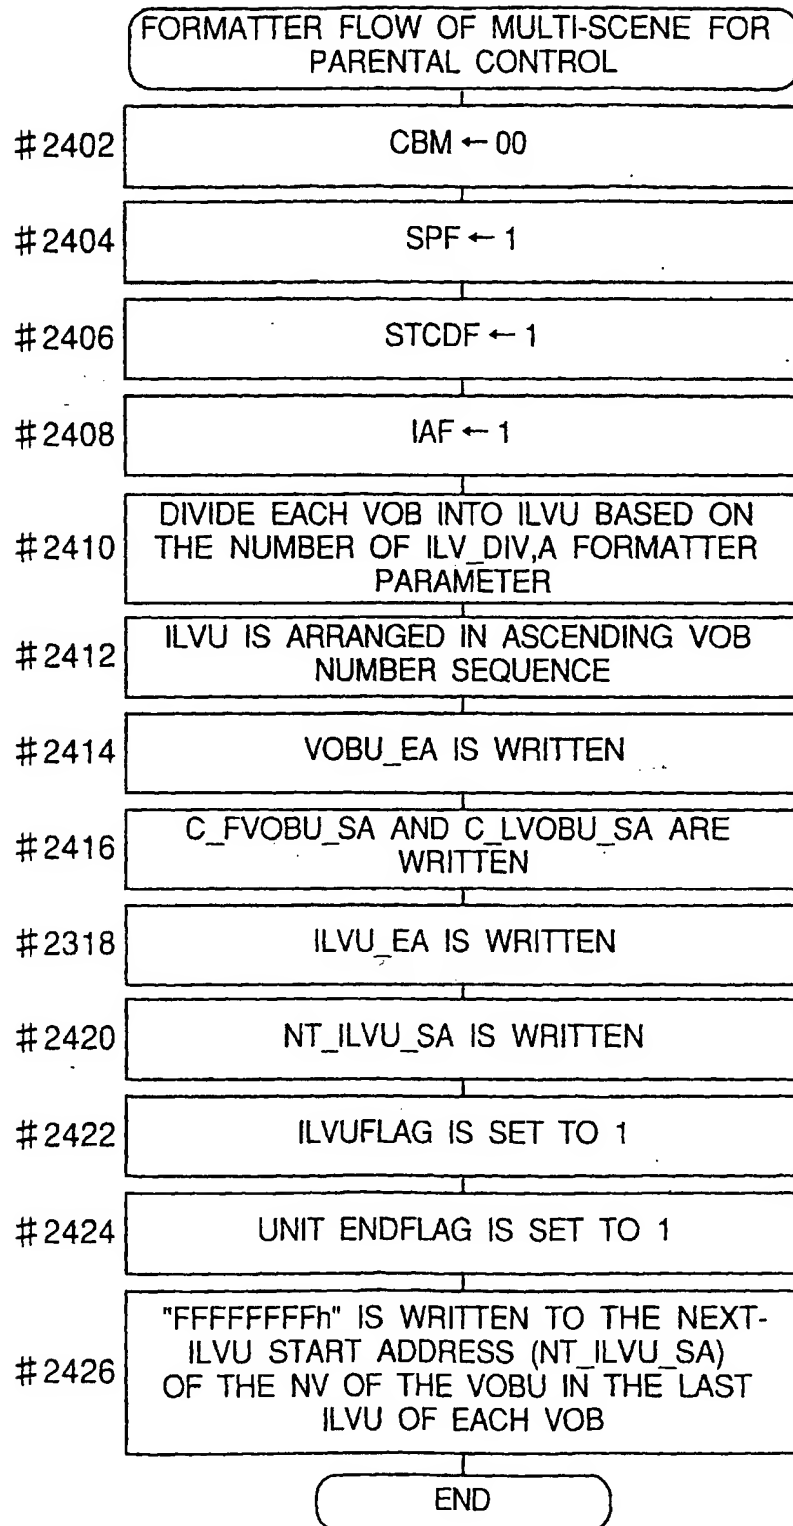 FORMATTER FLOW OF MULTI-SCENE FOR
PARENTAL CONTROL
#2402
CBM ← 00
#2404
SPF ← 1
#2406
STCDF ← 1
#2408
IAF ← 1
#2410
DIVIDE EACH VOB INTO ILVU BASED ON
THE NUMBER OF ILV_DIV,A FORMATTER
PARAMETER
#2412
ILVU IS ARRANGED IN ASCENDING VOB
NUMBER SEQUENCE
#2414
VOBU_EA IS WRITTEN
#2416
C_FVOBU_SA AND C_LVOBU_SA ARE
WRITTEN
#2318
ILVU_EA IS WRITTEN
#2420
NT_ILVU_SA IS WRITTEN
#2422
ILVUFLAG IS SET TO 1
#2424
UNIT ENDFLAG IS SET TO 1
#2426
"FFFFFFFFh" IS WRITTEN TO THE NEXT-
ILVU START ADDRESS (NT_ILVU_SA)
OF THE NV OF THE VOBU IN THE LAST
ILVU OF EACH VOB
END